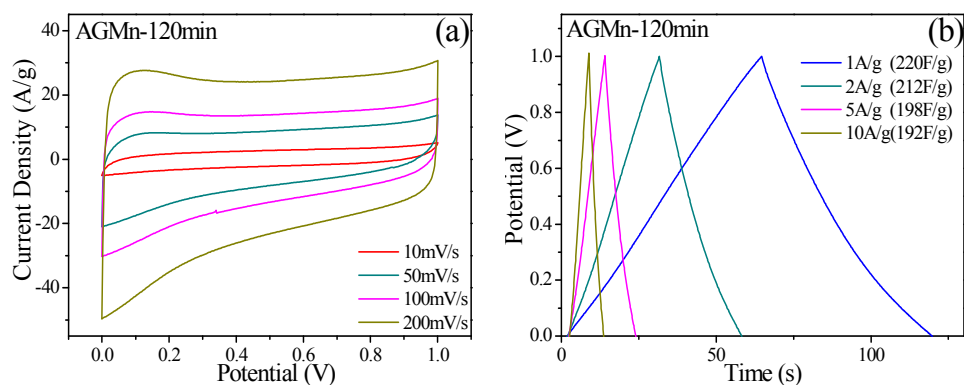 AGMn-120min
(a)
Current Density (A/g)
40
20
0
-20
-40
10mV/s
50mV/s
100mV/s
200mV/s
0.0 0.2 0.4 0.6 0.8 1.0
Potential (V)
AGMn-120min
(b)
Potential (V)
1.0
0.8
0.6
0.4
0.2
0.0
1A/g (220F/g)
2A/g (212F/g)
5A/g (198F/g)
10A/g(192F/g)
0 50 100
Time (s)